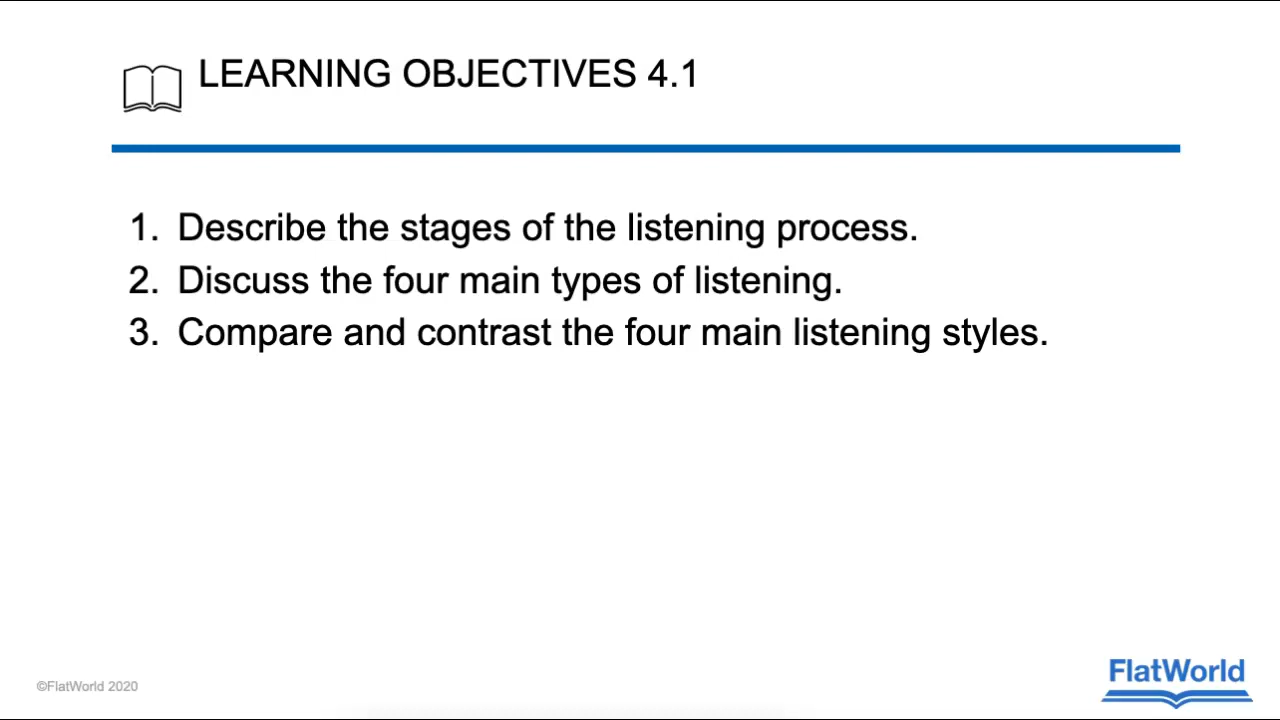 LEARNING OBJECTIVES 4.1
1. Describe the stages of the listening process.
2. Discuss the four main types of listening.
3. Compare and contrast the four main listening styles.
©FlatWorld 2020
FlatWorld